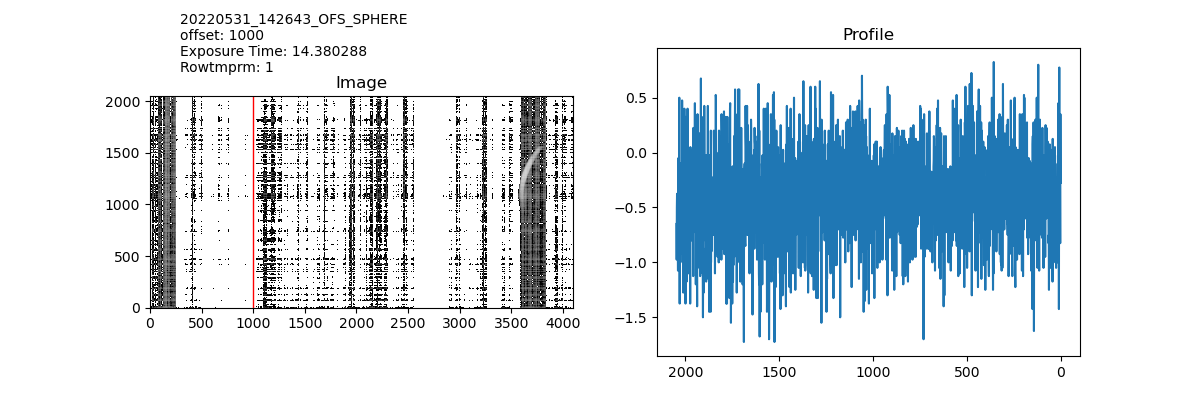 20220531_142643_OFS_SPHERE
offset: 1000
Exposure Time: 14.380288
Rowtmprm: 1
Image
2000
1500
1000
500
0
0 500 1000 1500 2000 2500 3000 3500 4000
Profile
0.5
0.0
−0.5
−1.0
−1.5
2000 1500 1000 500 0